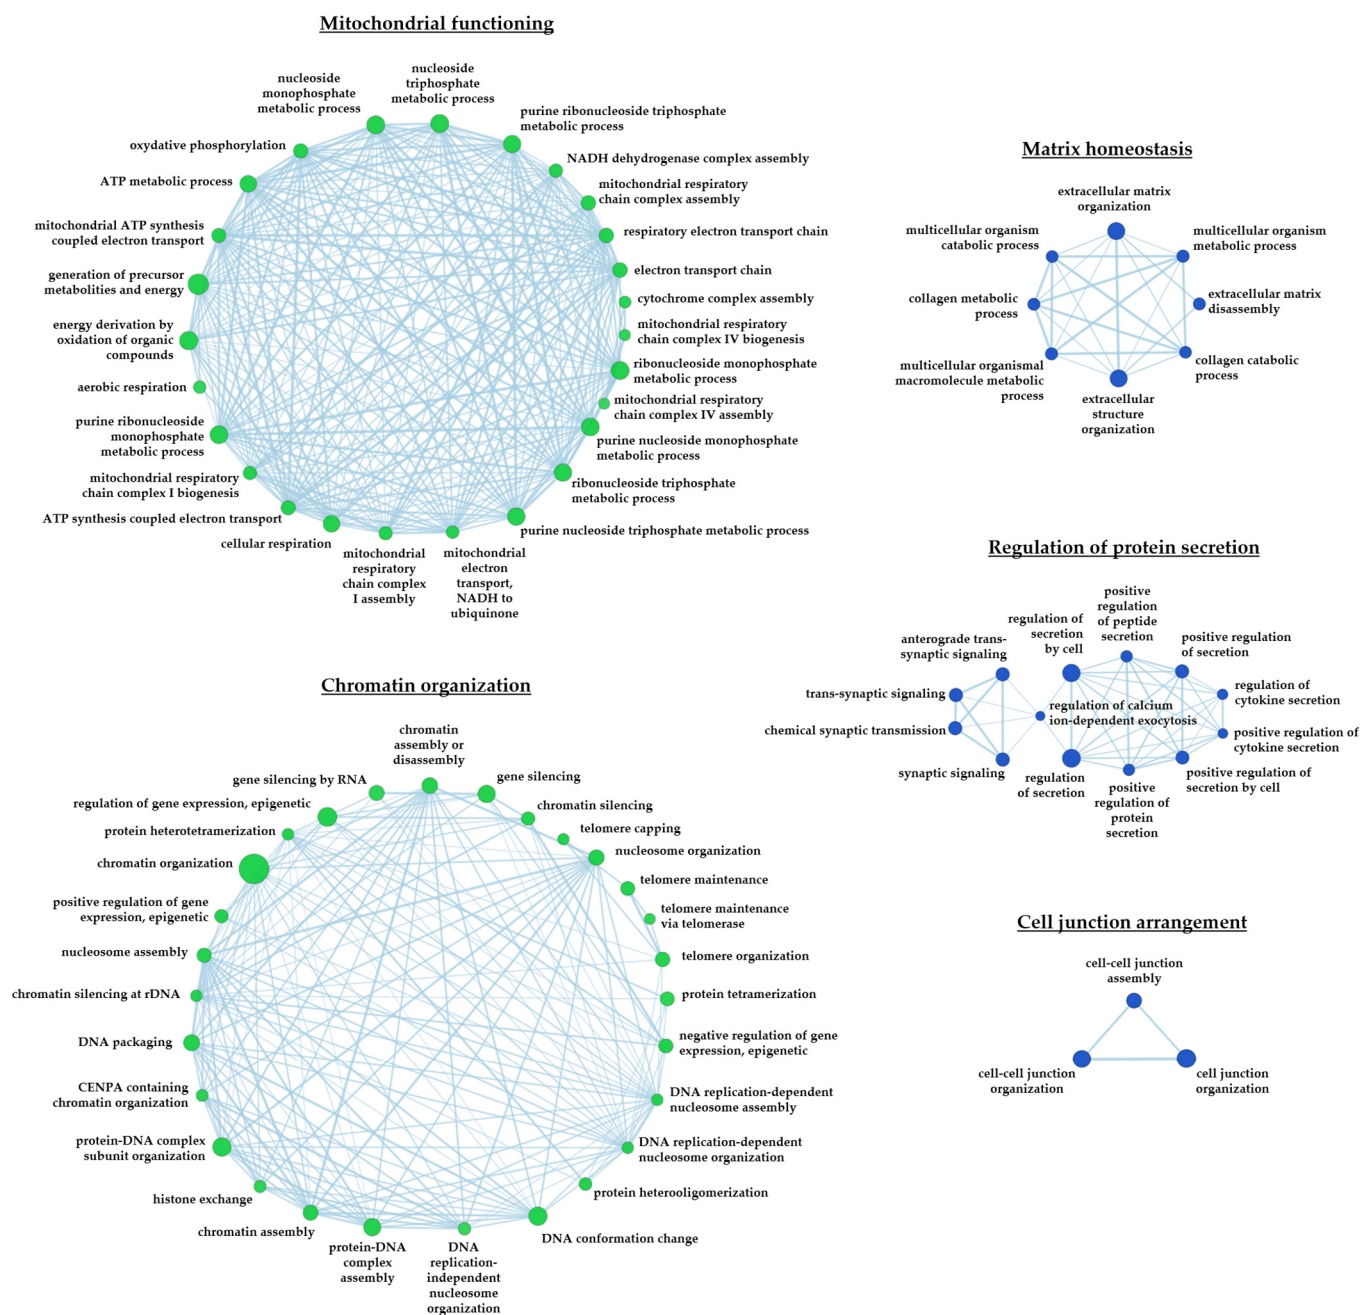 Mitochondrial functioning
nucleoside
monophosphate
metabolic process
nucleoside
triphosphate
metabolic process
purine ribonucleoside triphosphate
metabolic process
oxydative phosphorylation
NADH dehydrogenase complex assembly
ATP metabolic process
mitochondrial respiratory
chain complex assembly
mitochondrial ATP synthesis
coupled electron transport
respiratory electron transport chain
generation of precursor
metabolities and energy
electron transport chain
cytochrome complex assembly
energy derivation by
oxidation of organic
compounds
mitochondrial respiratory
chain complex IV biogenesis
aerobic respiration
ribonucleoside monophosphate
metabolic process
mitochondrial respiratory
chain complex IV assembly
purine ribonucleoside
monophosphate
metabolic process
purine nucleoside monophosphate
metabolic process
mitochondrial respiratory
chain complex I biogenesis
ribonucleoside triphosphate
metabolic process
ATP synthesis coupled electron transport
purine nucleoside triphosphate metabolic process
cellular respiration
mitochondrial
respiratory
chain complex
I assembly
mitochondrial
electron
transport,
NADH to
ubiquinone
Matrix homeostasis
extracellular matrix
organization
multicellular organism
catabolic process
multicellular organism
metabolic process
collagen metabolic
process
extracellular matrix
disassembly
multicellular organismal
macromolecule metabolic
process
collagen catabolic
process
extracellular
structure
organization
Regulation of protein secretion
positive
regulation
of peptide
secretion
regulation of
secretion
by cell
anterograde trans-
synaptic signaling
positive regulation
of secretion
trans-synaptic signaling
regulation of
cytokine secretion
regulation of calcium
ion-dependent exocytosis
chemical synaptic transmission
positive regulation of
cytokine secretion
synaptic signaling
regulation
of secretion
positive
regulation of
protein
secretion
positive regulation of
secretion by cell
Chromatin organization
chromatin
assembly or
disassembly
gene silencing by RNA
gene silencing
regulation of gene expression, epigenetic
chromatin silencing
protein heterotetramerization
telomere capping
chromatin organization
nucleosome organization
telomere maintenance
positive regulation of gene
expression, epigenetic
telomere maintenance
via telomerase
nucleosome assembly
telomere organization
chromatin silencing at rDNA
protein tetramerization
DNA packaging
negative regulation of gene
expression, epigenetic
CENPA containing
chromatin organization
DNA replication-dependent
nucleosome assembly
protein-DNA complex
subunit organization
DNA replication-dependent
nucleosome organization
histone exchange
protein heterooligomerization
chromatin assembly
DNA conformation change
protein-DNA
complex
assembly
DNA
replication-
independent
nucleosome
organization
Cell junction arrangement
cell-cell junction
assembly
cell-cell junction
organization
cell junction
organization